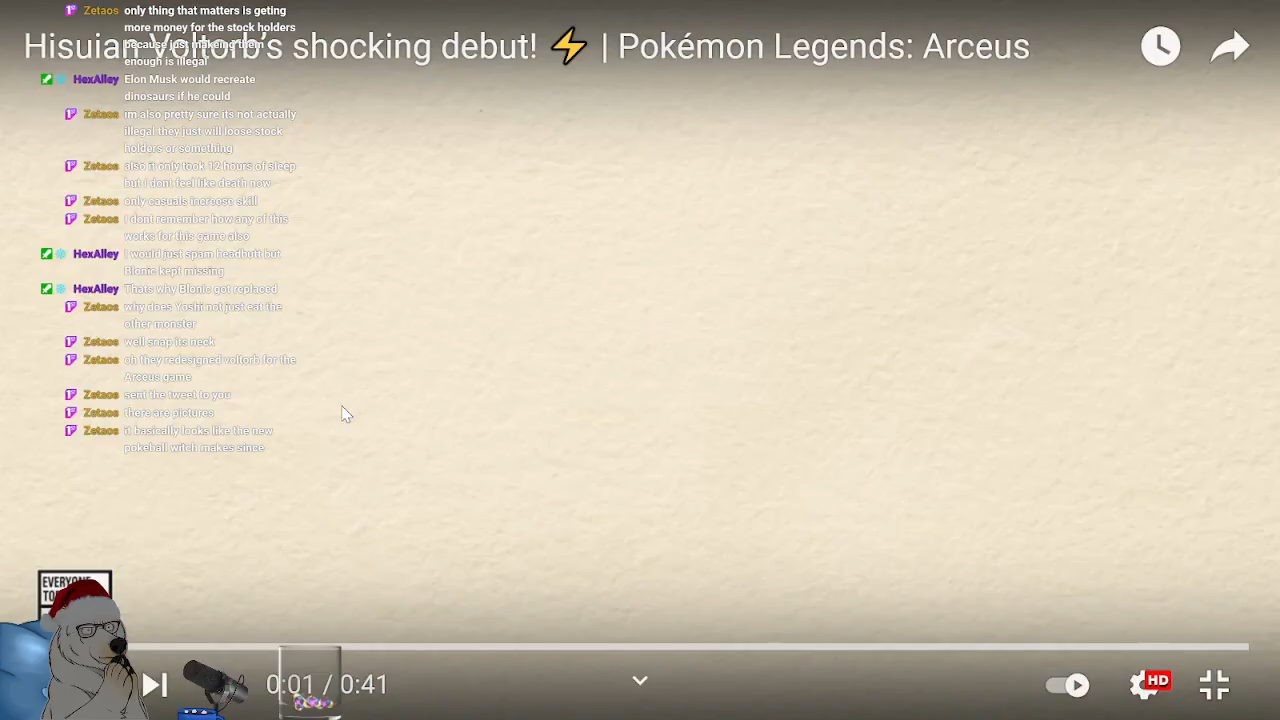 Zetaos only thing that matters is geting
more money for the stock holders
because just makeing them
enough is illegal
Hisuian Voltorb's shocking debut! ⚡ | Pokémon Legends: Arceus
HexAlley Elon Musk would recreate
dinosaurs if he could
Zetaos im also pretty sure its not actually
illegal they just will loose stock
holders or something
Zetaos also it only took 12 hours of sleep
but i dont feel like death now
Zetaos only casuals increase skill
Zetaos I dont remember how any of this
works for this game also
HexAlley I would just spam headbutt but
Blonic kept missing
HexAlley Thats why Blonic got replaced
Zetaos why does Yoshi not just eat the
other monster
Zetaos well snap its neck
Zetaos oh they redesigned voltorb for the
Arceus game
Zetaos sent the tweet to you
Zetaos there are pictures
Zetaos it basically looks like the new
pokeball witch makes since
EVERYONE
0:01 / 0:41
HD